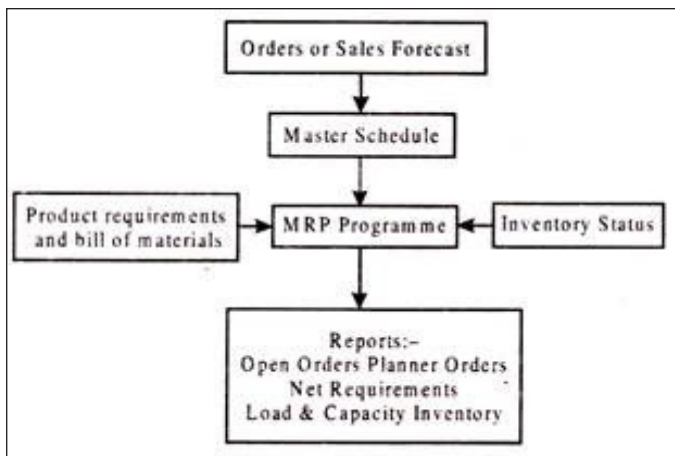 Orders or Sales Forecast
Master Schedule
Product requirements
and bill of materials
MRP Programme
Inventory Status
Reports:–
Open Orders Planner Orders
Net Requirements
Load & Capacity Inventory